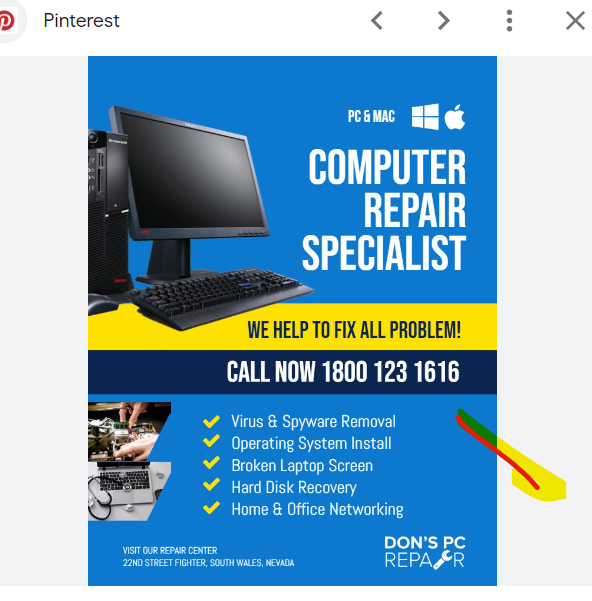 Pinterest
PC & MAC
COMPUTER
REPAIR
SPECIALIST
WE HELP TO FIX ALL PROBLEM!
CALL NOW 1800 123 1616
Virus & Spyware Removal
Operating System Install
Broken Laptop Screen
Hard Disk Recovery
Home & Office Networking
VISIT OUR REPAIR CENTER
22ND STREET FIGHTER, SOUTH WALES, NEVADA
DON'S PC
REPAIR